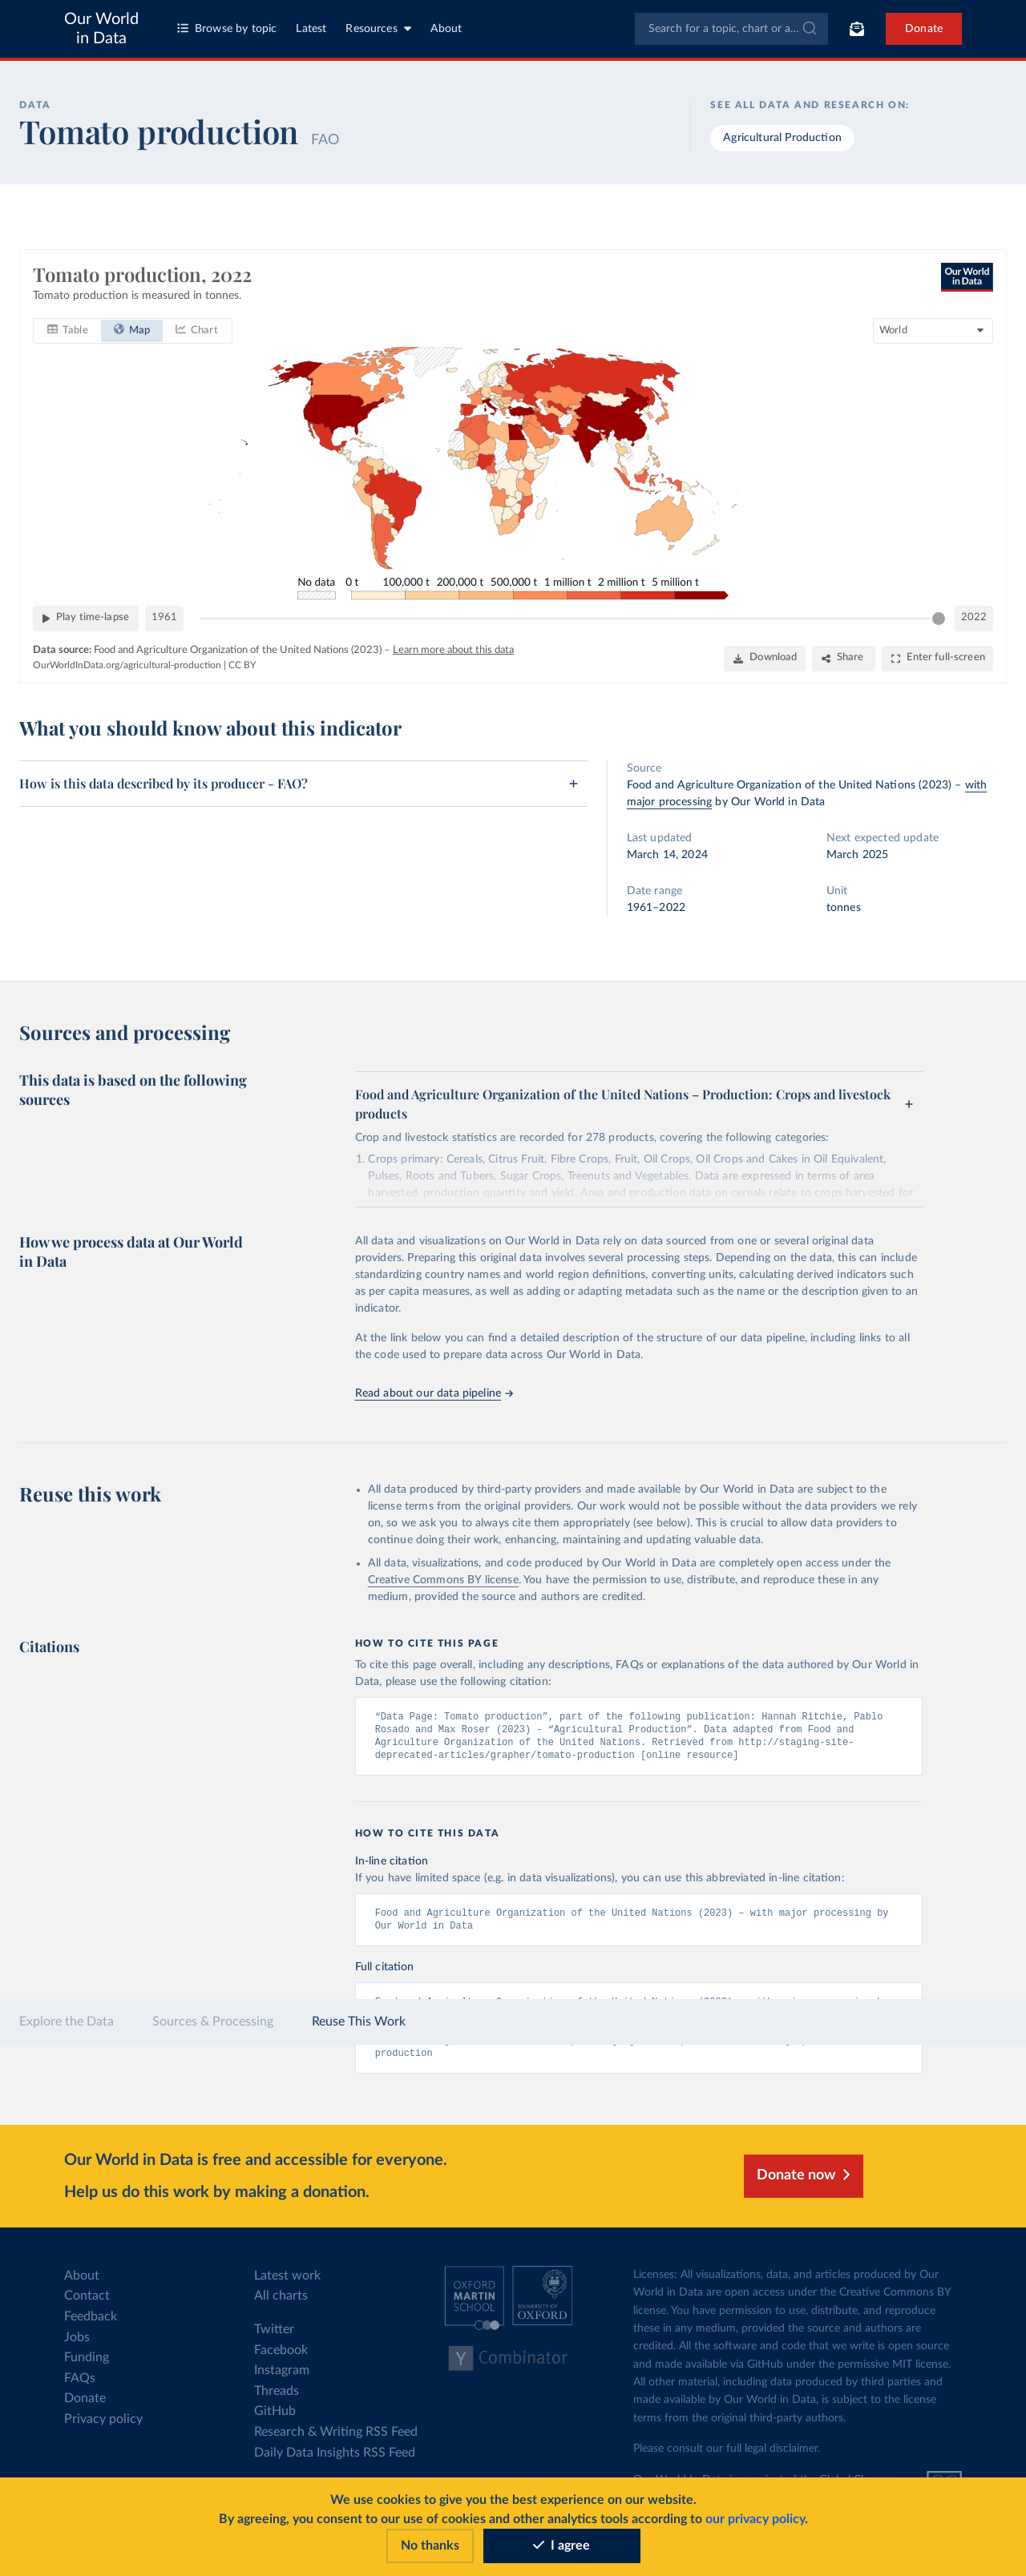 Our World
in Data
Browse by topic
Latest
Resources
About
Search for a topic, chart or a...
Donate
DATA
Tomato production FAO
SEE ALL DATA AND RESEARCH ON:
Agricultural Production
Tomato production, 2022
Tomato production is measured in tonnes.
Our World
in Data
Table
Map
Chart
World
No data
0 t
100,000 t
200,000 t
500,000 t
1 million t
2 million t
5 million t
Play time-lapse
1961
2022
Data source: Food and Agriculture Organization of the United Nations (2023) – Learn more about this data
OurWorldInData.org/agricultural-production | CC BY
Download
Share
Enter full-screen
What you should know about this indicator
How is this data described by its producer - FAO?
Source
Food and Agriculture Organization of the United Nations (2023) – with
major processing by Our World in Data
Last updated
March 14, 2024
Next expected update
March 2025
Date range
1961–2022
Unit
tonnes
Sources and processing
This data is based on the following
sources
Food and Agriculture Organization of the United Nations – Production: Crops and livestock
products
Crop and livestock statistics are recorded for 278 products, covering the following categories:
1. Crops primary: Cereals, Citrus Fruit, Fibre Crops, Fruit, Oil Crops, Oil Crops and Cakes in Oil Equivalent,
Pulses, Roots and Tubers, Sugar Crops, Treenuts and Vegetables. Data are expressed in terms of area
harvested, production quantity and yield. Area and production data on cereals relate to crops harvested for
How we process data at Our World
in Data
All data and visualizations on Our World in Data rely on data sourced from one or several original data
providers. Preparing this original data involves several processing steps. Depending on the data, this can include
standardizing country names and world region definitions, converting units, calculating derived indicators such
as per capita measures, as well as adding or adapting metadata such as the name or the description given to an
indicator.
At the link below you can find a detailed description of the structure of our data pipeline, including links to all
the code used to prepare data across Our World in Data.
Read about our data pipeline
Reuse this work
• All data produced by third-party providers and made available by Our World in Data are subject to the
license terms from the original providers. Our work would not be possible without the data providers we rely
on, so we ask you to always cite them appropriately (see below). This is crucial to allow data providers to
continue doing their work, enhancing, maintaining and updating valuable data.
• All data, visualizations, and code produced by Our World in Data are completely open access under the
Creative Commons BY license. You have the permission to use, distribute, and reproduce these in any
medium, provided the source and authors are credited.
Citations
HOW TO CITE THIS PAGE
To cite this page overall, including any descriptions, FAQs or explanations of the data authored by Our World in
Data, please use the following citation:
“Data Page: Tomato production”, part of the following publication: Hannah Ritchie, Pablo
Rosado and Max Roser (2023) - “Agricultural Production”. Data adapted from Food and
Agriculture Organization of the United Nations. Retrieved from http://staging-site-
deprecated-articles/grapher/tomato-production [online resource]
HOW TO CITE THIS DATA
In-line citation
If you have limited space (e.g. in data visualizations), you can use this abbreviated in-line citation:
Food and Agriculture Organization of the United Nations (2023) – with major processing by
Our World in Data
Full citation
Explore the Data
Sources & Processing
Reuse This Work
production
Our World in Data is free and accessible for everyone.
Help us do this work by making a donation.
Donate now
About
Contact
Feedback
Jobs
Funding
FAQs
Donate
Privacy policy
Latest work
All charts
Twitter
Facebook
Instagram
Threads
GitHub
Research & Writing RSS Feed
Daily Data Insights RSS Feed
OXFORD
MARTIN
SCHOOL
UNIVERSITY OF
OXFORD
Y Combinator
Licenses: All visualizations, data, and articles produced by Our
World in Data are open access under the Creative Commons BY
license. You have permission to use, distribute, and reproduce
these in any medium, provided the source and authors are
credited. All the software and code that we write is open source
and made available via GitHub under the permissive MIT license.
All other material, including data produced by third parties and
made available by Our World in Data, is subject to the license
terms from the original third-party authors.
Please consult our full legal disclaimer.
We use cookies to give you the best experience on our website.
By agreeing, you consent to our use of cookies and other analytics tools according to our privacy policy.
No thanks
I agree